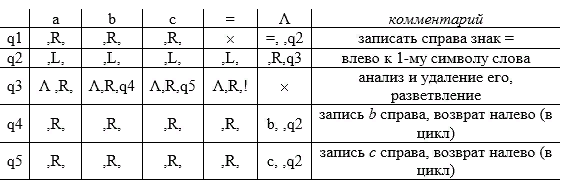 a b c = Λ комментарий
q1 ,R, ,R, ,R, × =, ,q2 записать справа знак =
q2 ,L, ,L, ,L, ,L, ,R,q3 влево к 1-му символу слова
q3 Λ ,R, Λ,R,q4 Λ,R,q5 Λ,R,! × анализ и удаление его,
разветвление
q4 ,R, ,R, ,R, ,R, b, ,q2 запись b справа, возврат налево (в
цикл)
q5 ,R, ,R, ,R, ,R, c, ,q2 запись c справа, возврат налево (в
цикл)